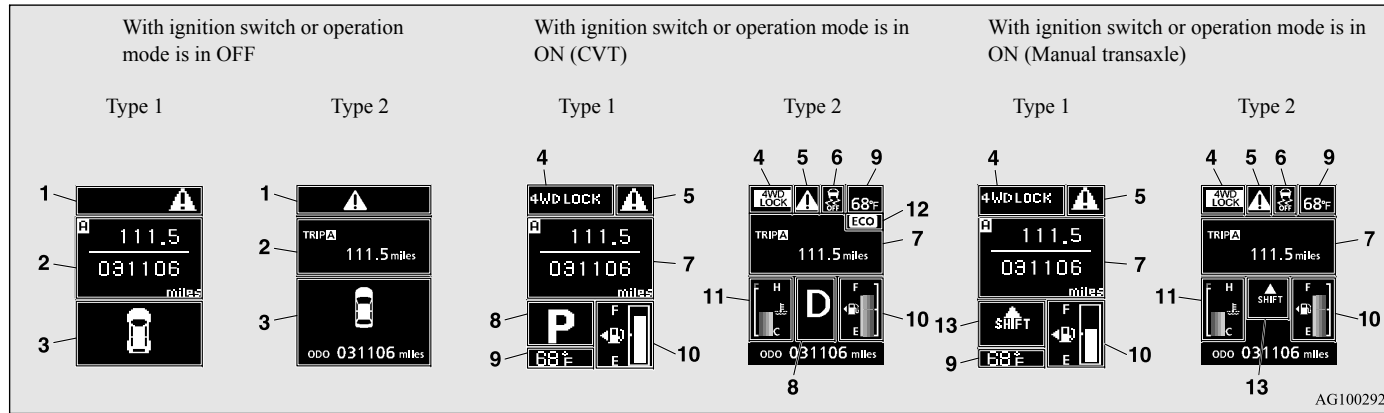 With ignition switch or operation
mode is in OFF
With ignition switch or operation mode is in
ON (CVT)
With ignition switch or operation mode is in
ON (Manual transaxle)
Type 1
Type 2
Type 1
Type 2
Type 1
Type 2
1
A
111.5
031106
miles
2
3
1
TRIP A
111.5 miles
2
3
ODO 031106 miles
4
4WD LOCK
5
A
111.5
031106
miles
7
8
P
9
68°F
F
E
10
4 5 6 9
4WD
LOCK
OFF
68°F
ECO
12
TRIP A
111.5 miles
7
11
F H
C
D
F
E
10
ODO 031106 miles
8
4
4WD LOCK
5
A
111.5
031106
miles
7
13
SHIFT
9
68°F
F
E
10
4 5 6 9
4WD
LOCK
OFF
68°F
TRIP A
111.5 miles
7
11
F H
C
SHIFT
F
E
10
ODO 031106 miles
13
AG100292